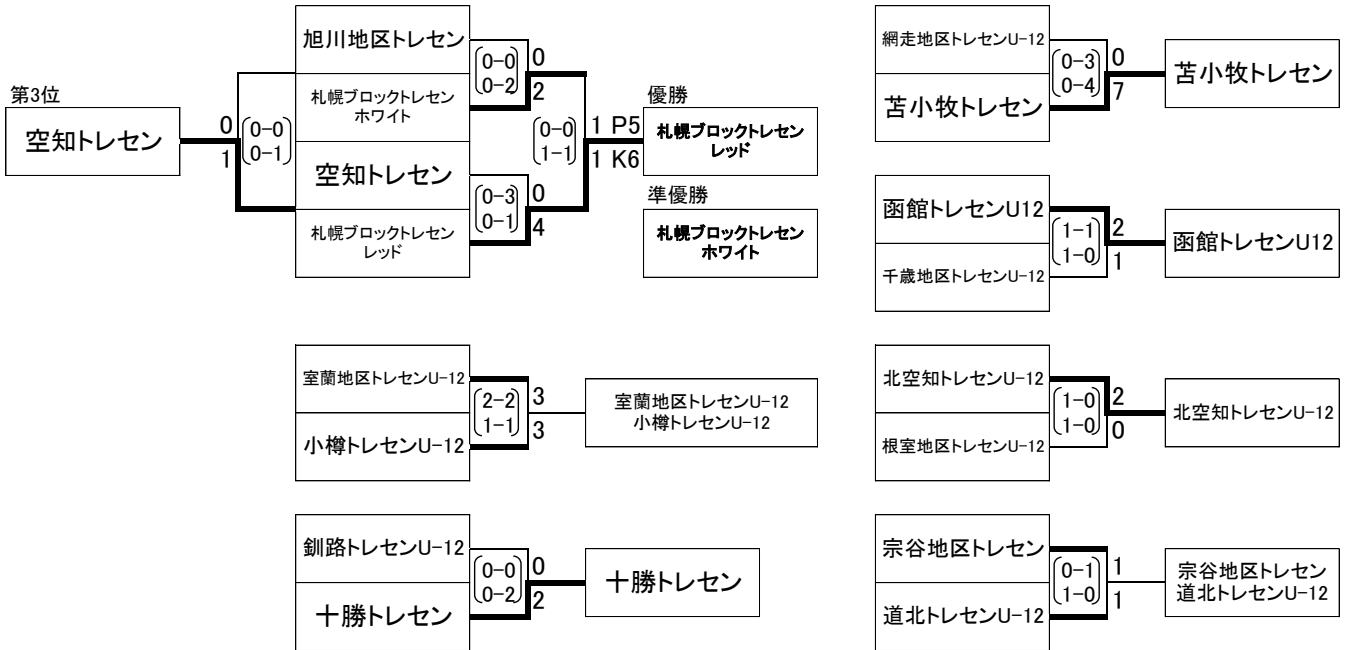 第3位
空知トレセン
0
1
0-0
0-1
旭川地区トレセン
札幌ブロックトレセン
ホワイト
空知トレセン
札幌ブロックトレセン
レッド
0-0
0-2
0
2
0-3
0-1
0
4
0-0
1-1
1 P5
1 K6
優勝
札幌ブロックトレセン
レッド
準優勝
札幌ブロックトレセン
ホワイト
網走地区トレセンU-12
苫小牧トレセン
0-3
0-4
0
7
苫小牧トレセン
函館トレセンU12
千歳地区トレセンU-12
1-1
1-0
2
1
函館トレセンU12
室蘭地区トレセンU-12
小樽トレセンU-12
2-2
1-1
3
3
室蘭地区トレセンU-12
小樽トレセンU-12
北空知トレセンU-12
根室地区トレセンU-12
1-0
1-0
2
0
北空知トレセンU-12
釧路トレセンU-12
十勝トレセン
0-0
0-2
0
2
十勝トレセン
宗谷地区トレセン
道北トレセンU-12
0-1
1-0
1
1
宗谷地区トレセン
道北トレセンU-12